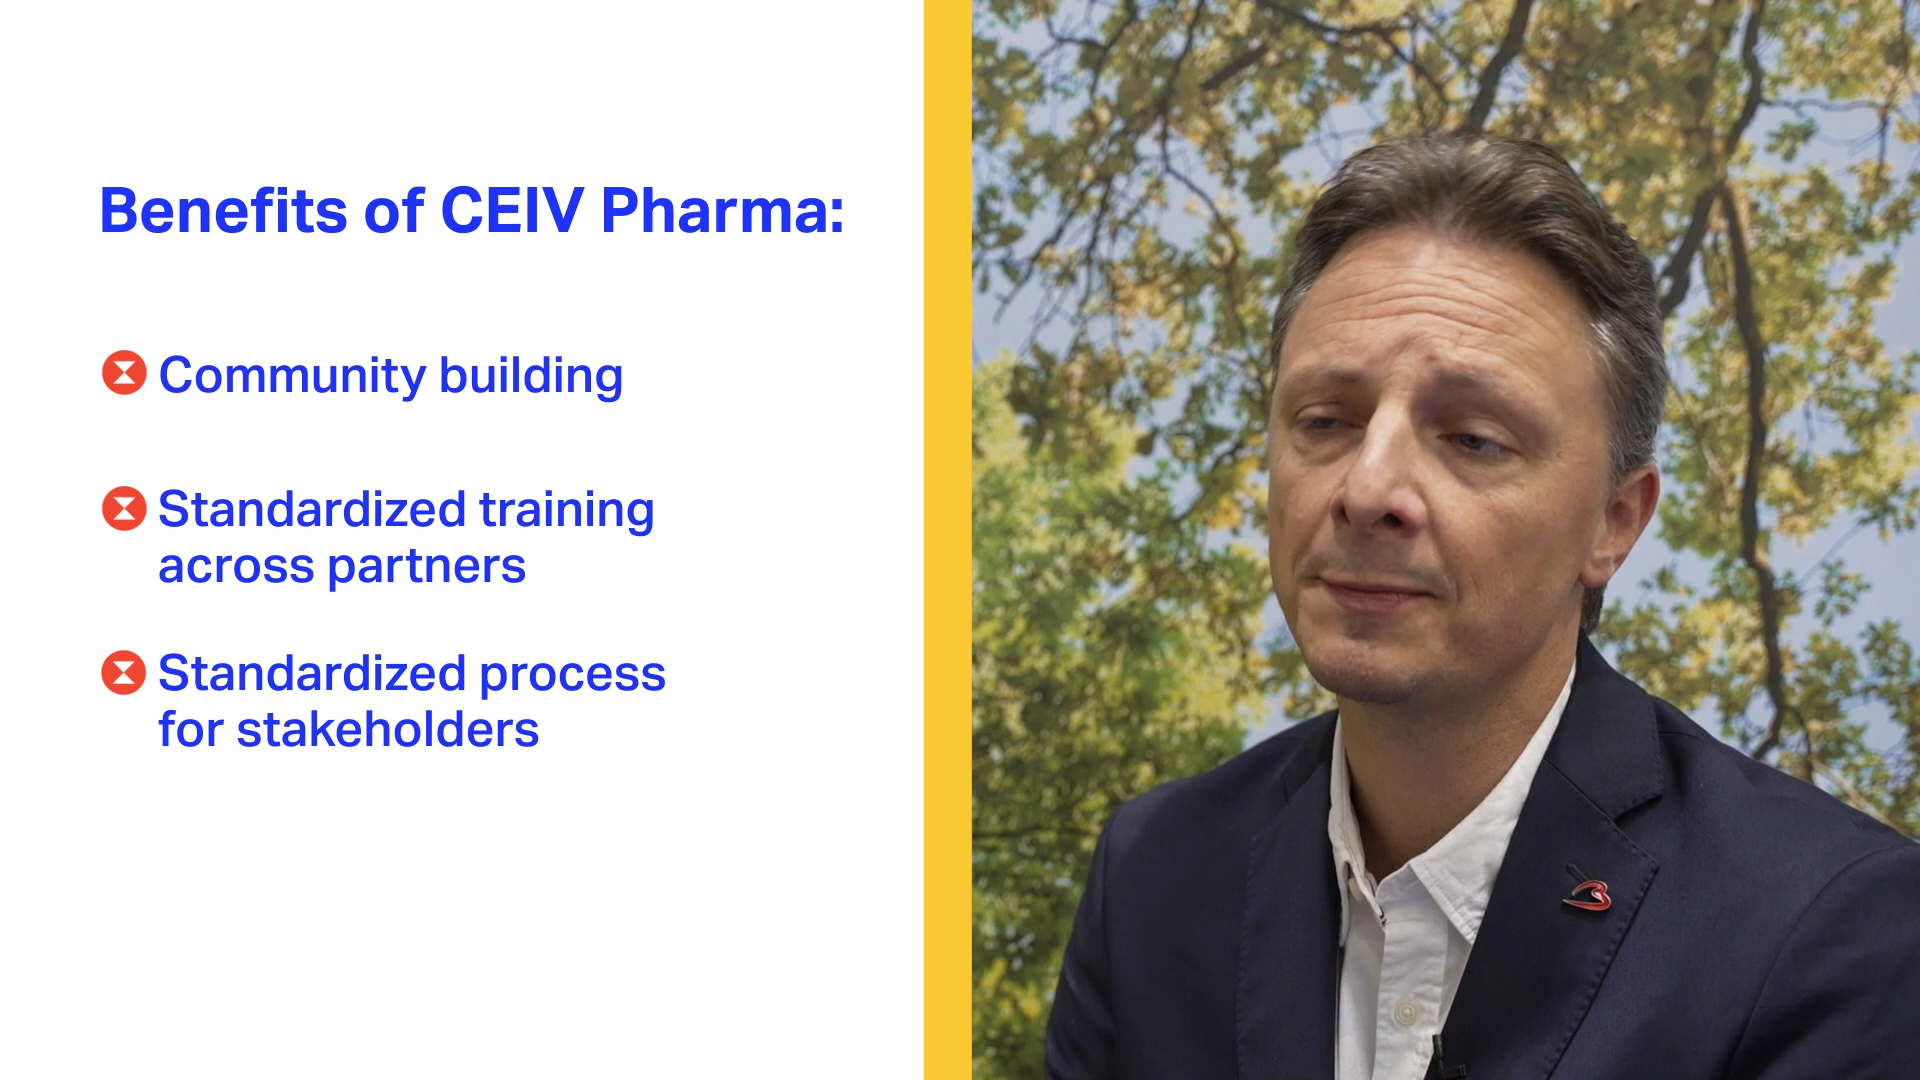 Benefits of CEIV Pharma:
Community building
Standardized training
across partners
Standardized process
for stakeholders